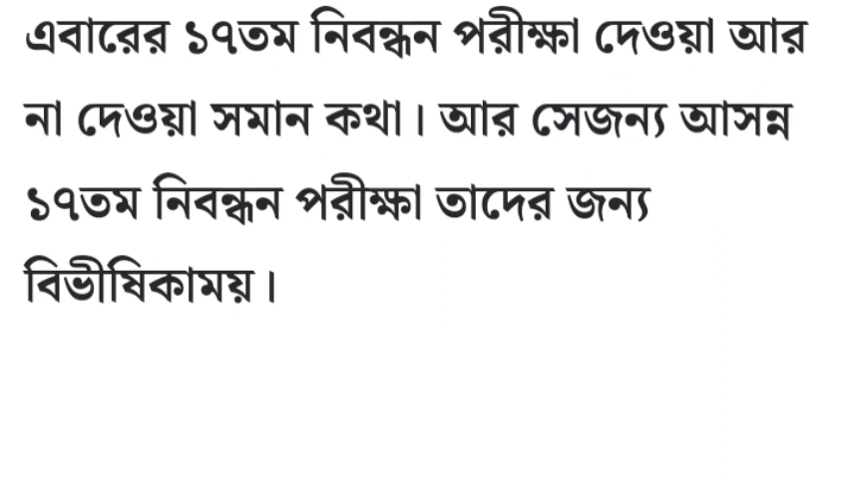 এবারের ১৭তম নিবন্ধন পরীক্ষা দেওয়া আর
না দেওয়া সমান কথা। আর সেজন্য আসন্ন
১৭তম নিবন্ধন পরীক্ষা তাদের জন্য
বিভীষিকাময়।